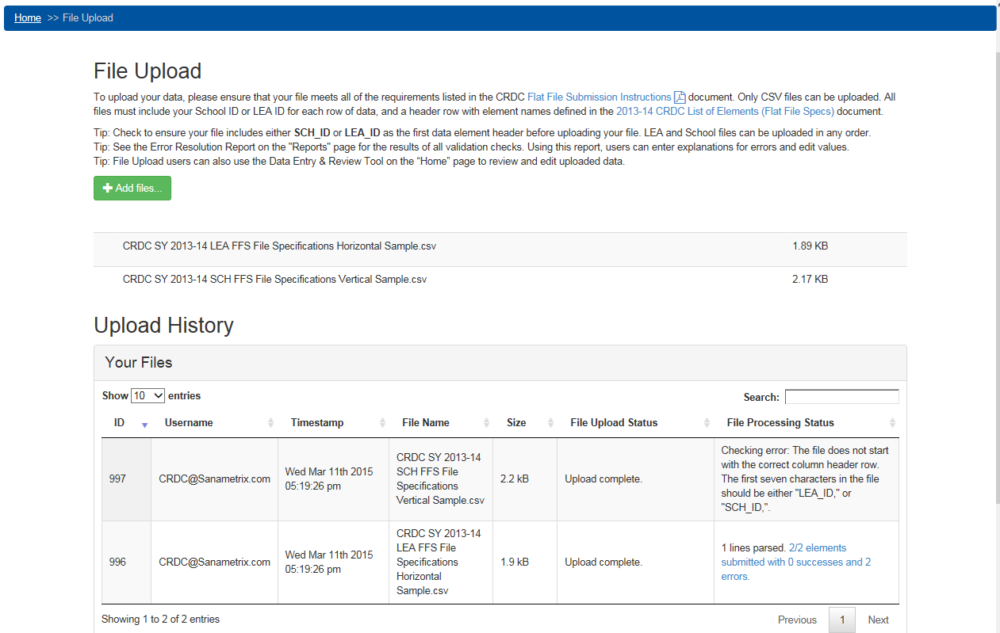 Home >> File Upload
File Upload
To upload your data, please ensure that your file meets all of the requirements listed in the CRDC Flat File Submission Instructions document. Only CSV files can be uploaded. All
files must include your School ID or LEA ID for each row of data, and a header row with element names defined in the 2013-14 CRDC List of Elements (Flat File Specs) document.
Tip: Check to ensure your file includes either SCH_ID or LEA_ID as the first data element header before uploading your file. LEA and School files can be uploaded in any order.
Tip: See the Error Resolution Report on the "Reports" page for the results of all validation checks. Using this report, users can enter explanations for errors and edit values.
Tip: File Upload users can also use the Data Entry & Review Tool on the “Home” page to review and edit uploaded data.
Add files...
CRDC SY 2013-14 LEA FFS File Specifications Horizontal Sample.csv 1.89 KB
CRDC SY 2013-14 SCH FFS File Specifications Vertical Sample.csv 2.17 KB
Upload History
Your Files
Show 10 entries Search:
ID Username Timestamp File Name Size File Upload Status File Processing Status
997
CRDC@Sanametrix.com
Wed Mar 11th 2015
05:19:26 pm
CRDC SY 2013-14
SCH FFS File
Specifications
Vertical Sample.csv
2.2 kB
Upload complete.
Checking error: The file does not start
with the correct column header row.
The first seven characters in the file
should be either "LEA_ID," or
"SCH_ID,".
996
CRDC@Sanametrix.com
Wed Mar 11th 2015
05:19:26 pm
CRDC SY 2013-14
LEA FFS File
Specifications
Horizontal
Sample.csv
1.9 kB
Upload complete.
1 lines parsed. 2/2 elements
submitted with 0 successes and 2
errors.
Showing 1 to 2 of 2 entries Previous 1 Next